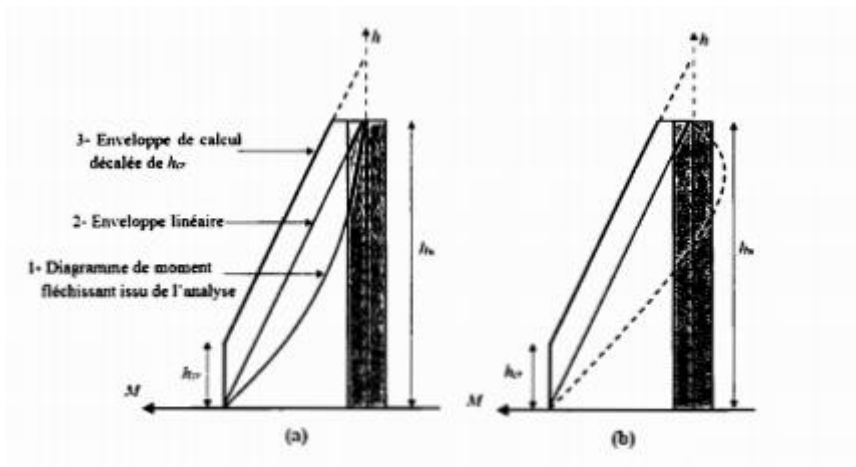 h
h
3- Enveloppe de calcul
décalée de hcr
2- Enveloppe linéaire
1- Diagramme de moment
fléchissant issu de l'analyse
hw
hw
hcr
hcr
M
M
(a)
(b)